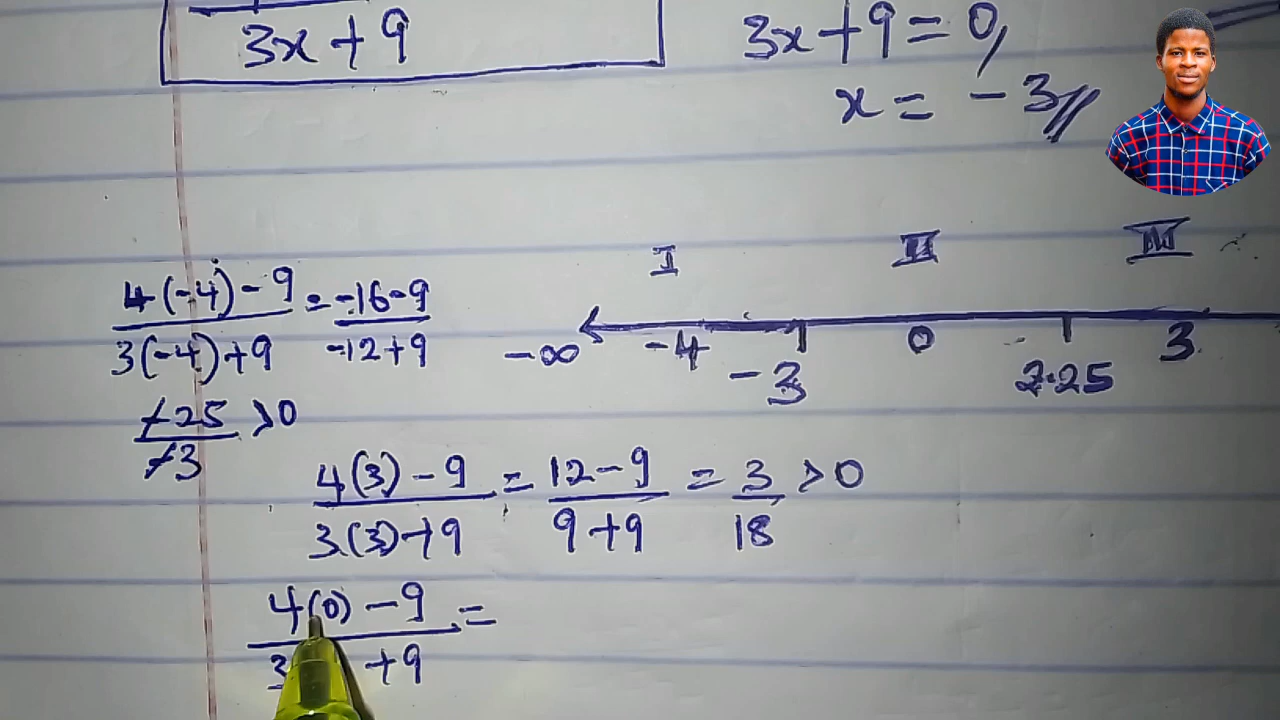 3x + 9
3x + 9 = 0,
x = -3
I II III
-∞ -4 -3 0 2.25 3
4(-4) - 9 / 3(-4) + 9 = -16 - 9 / -12 + 9
-25 / -3 > 0
4(3) - 9 / 3(3) + 9 = 12 - 9 / 9 + 9 = 3 / 18 > 0
4(0) - 9 / 3 + 9 =